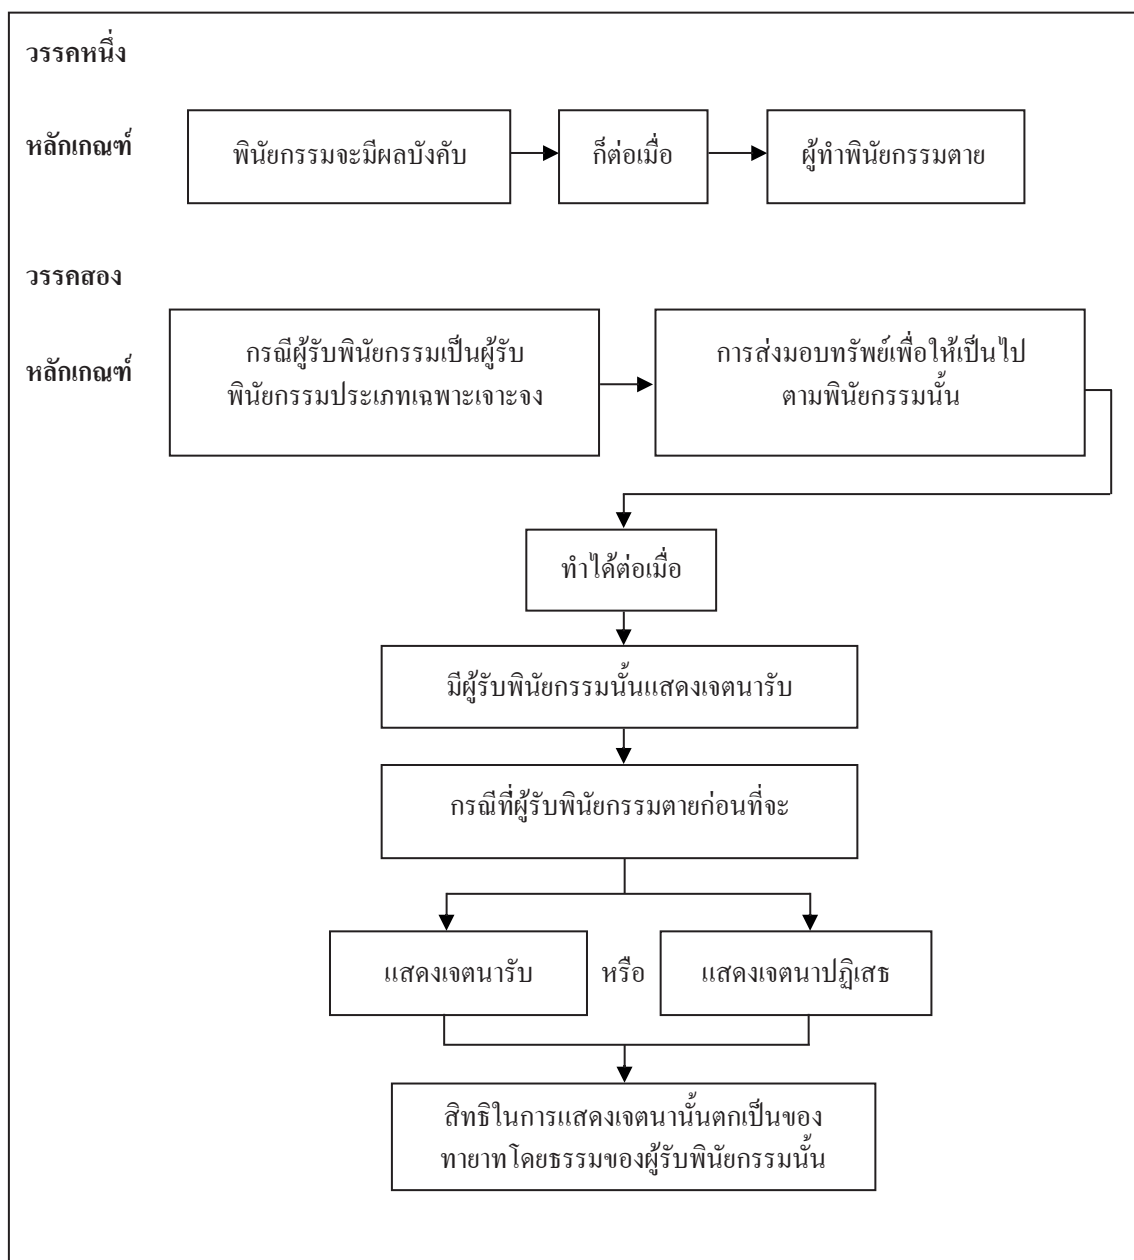 วรรคหนึ่ง
หลักเกณฑ์
พินัยกรรมจะมีผลบังคับ
ก็ต่อเมื่อ
ผู้ทำพินัยกรรมตาย
วรรคสอง
หลักเกณฑ์
กรณีผู้รับพินัยกรรมเป็นผู้รับ
พินัยกรรมประเภทเฉพาะเจาะจง
การส่งมอบทรัพย์เพื่อให้เป็นไป
ตามพินัยกรรมนั้น
ทำได้ต่อเมื่อ
มีผู้รับพินัยกรรมนั้นแสดงเจตนารับ
กรณีที่ผู้รับพินัยกรรมตายก่อนที่จะ
แสดงเจตนารับ
หรือ
แสดงเจตนาปฏิเสธ
สิทธิในการแสดงเจตนานั้นตกเป็นของ
ทายาทโดยธรรมของผู้รับพินัยกรรมนั้น